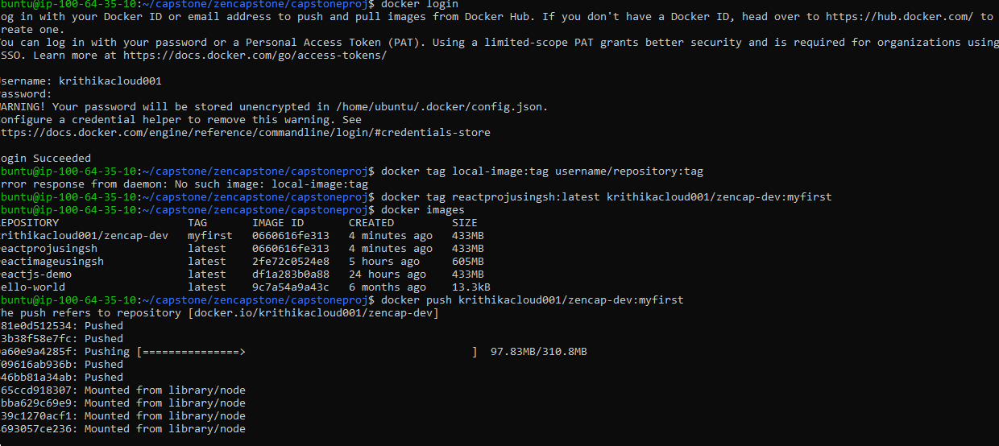 buntu@ip-100-64-35-10:~/capstone/zencapstone/capstoneproj$ docker login
og in with your Docker ID or email address to push and pull images from Docker Hub. If you don't have a Docker ID, head over to https://hub.docker.com/ to
reate one.
ou can log in with your password or a Personal Access Token (PAT). Using a limited-scope PAT grants better security and is required for organizations using
SSO. Learn more at https://docs.docker.com/go/access-tokens/
sername: krithikacloud001
assword:
ARNING! Your password will be stored unencrypted in /home/ubuntu/.docker/config.json.
onfigure a credential helper to remove this warning. See
ttps://docs.docker.com/engine/reference/commandline/login/#credentials-store
ogin Succeeded
buntu@ip-100-64-35-10:~/capstone/zencapstone/capstoneproj$ docker tag local-image:tag username/repository:tag
rror response from daemon: No such image: local-image:tag
buntu@ip-100-64-35-10:~/capstone/zencapstone/capstoneproj$ docker tag reactprojusingsh:latest krithikacloud001/zencap-dev:myfirst
buntu@ip-100-64-35-10:~/capstone/zencapstone/capstoneproj$ docker images
EPOSITORY TAG IMAGE ID CREATED SIZE
rithikacloud001/zencap-dev myfirst 0660616fe313 4 minutes ago 433MB
eactprojusingsh latest 0660616fe313 4 minutes ago 433MB
eactimageusingsh latest 2fe72c0524e8 5 hours ago 605MB
eactjs-demo latest df1a283b0a88 24 hours ago 433MB
ello-world latest 9c7a54a9a43c 6 months ago 13.3kB
buntu@ip-100-64-35-10:~/capstone/zencapstone/capstoneproj$ docker push krithikacloud001/zencap-dev:myfirst
he push refers to repository [docker.io/krithikacloud001/zencap-dev]
81e0d512534: Pushed
3b38f58e7fc: Pushed
a60e9a4285f: Pushing [===============> ] 97.83MB/310.8MB
09616ab936b: Pushed
46bb81a34ab: Pushed
65ccd918307: Mounted from library/node
bba629c69e9: Mounted from library/node
39c1270acf1: Mounted from library/node
693057ce236: Mounted from library/node